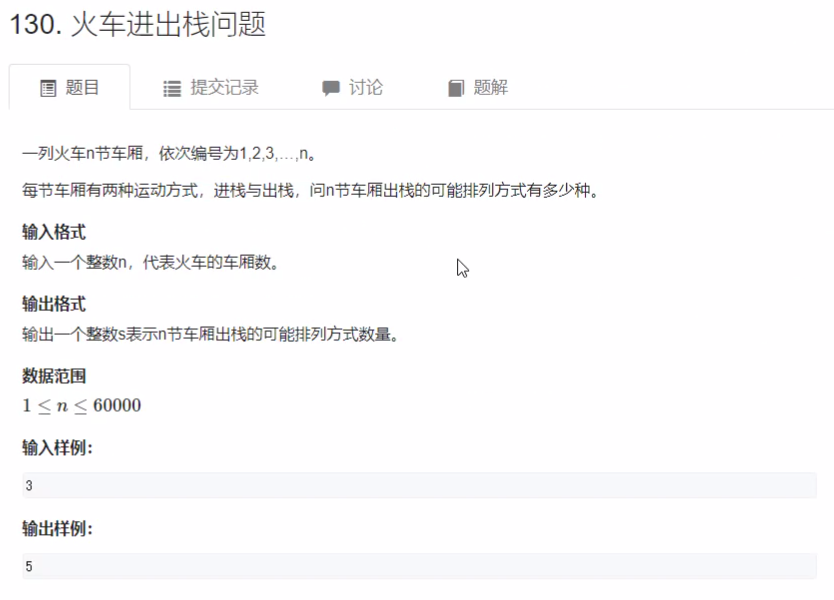 130. 火车进出栈问题
题目 提交记录 讨论 题解
一列火车n节车厢，依次编号为1,2,3,…,n。
每节车厢有两种运动方式，进栈与出栈，问n节车厢出栈的可能排列方式有多少种。
输入格式
输入一个整数n，代表火车的车厢数。
输出格式
输出一个整数s表示n节车厢出栈的可能排列方式数量。
数据范围
1 ≤ n ≤ 60000
输入样例：
3
输出样例：
5